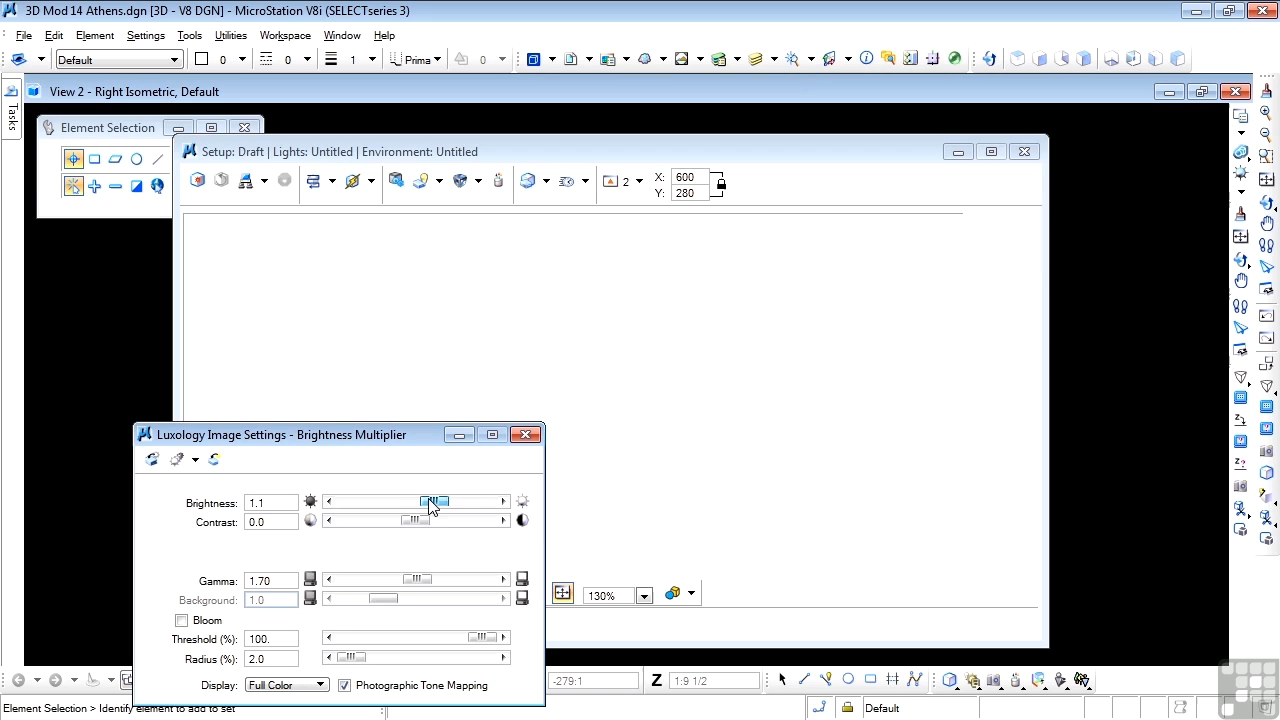 3D Mod 14 Athens.dgn [3D - V8 DGN] - MicroStation V8i (SELECTseries 3)
File Edit Element Settings Tools Utilities Workspace Window Help
Default 0 0 1 Prima 0
View 2 - Right Isometric, Default
Tasks
Element Selection
Setup: Draft | Lights: Untitled | Environment: Untitled
2 X: 600
Y: 280
Luxology Image Settings - Brightness Multiplier
Brightness: 1.1
Contrast: 0.0
Gamma: 1.70
Background: 1.0
130%
Bloom
Threshold (%): 100.
Radius (%): 2.0
Display: Full Color Photographic Tone Mapping
-279:1 Z 1:9 1/2
Element Selection > Identify element to add to set Default